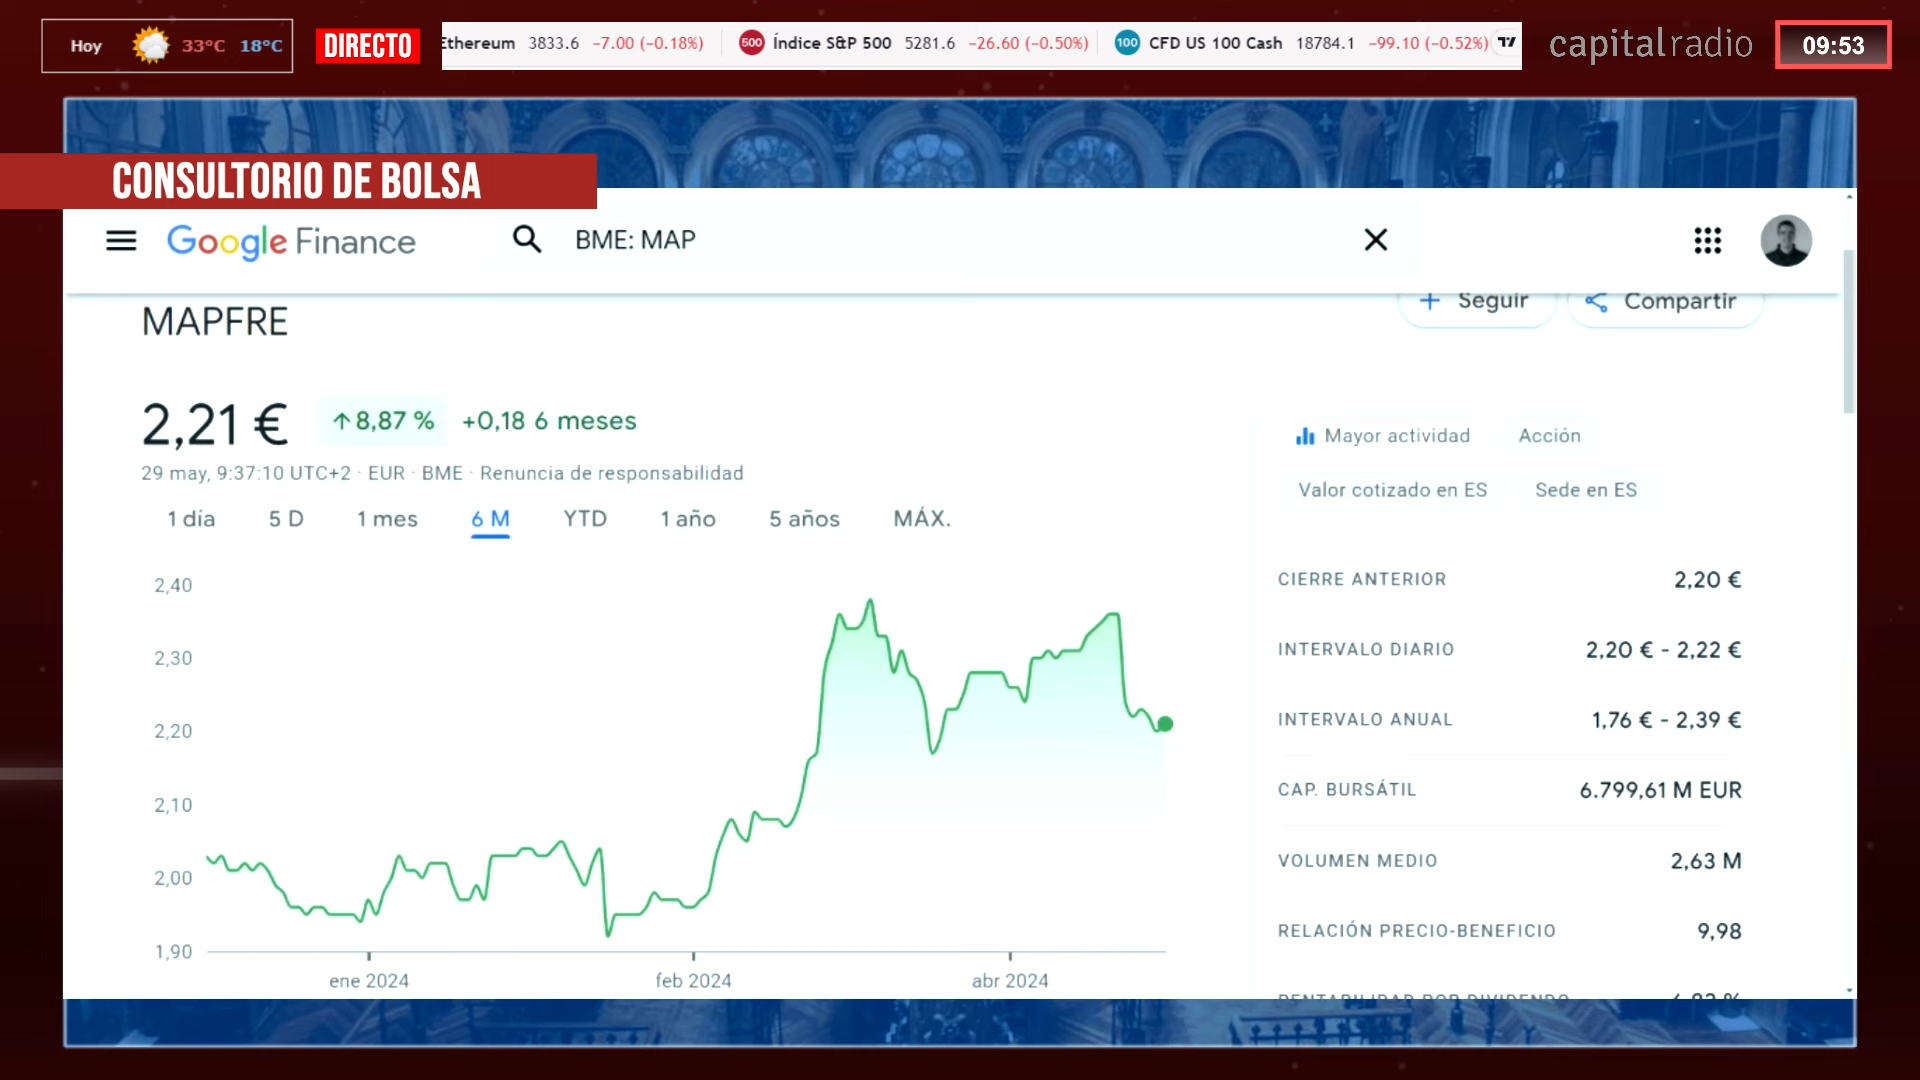 Hoy 33°C 18°C
DIRECTO
Ethereum 3833.6 −7.00 (−0.18%) 500 Índice S&P 500 5281.6 −26.60 (−0.50%) 100 CFD US 100 Cash 18784.1 −99.10 (−0.52%)
capitalradio
09:53
CONSULTORIO DE BOLSA
Google Finance
BME: MAP
MAPFRE
Seguir
Compartir
2,21 € ↑8,87 % +0,18 6 meses
29 may, 9:37:10 UTC+2 · EUR · BME · Renuncia de responsabilidad
1 día 5 D 1 mes 6 M YTD 1 año 5 años MÁX.
2,40
2,30
2,20
2,10
2,00
1,90
ene 2024 feb 2024 abr 2024
Mayor actividad Acción
Valor cotizado en ES Sede en ES
CIERRE ANTERIOR 2,20 €
INTERVALO DIARIO 2,20 € - 2,22 €
INTERVALO ANUAL 1,76 € - 2,39 €
CAP. BURSÁTIL 6.799,61 M EUR
VOLUMEN MEDIO 2,63 M
RELACIÓN PRECIO-BENEFICIO 9,98
RENTABILIDAD POR DIVIDENDO